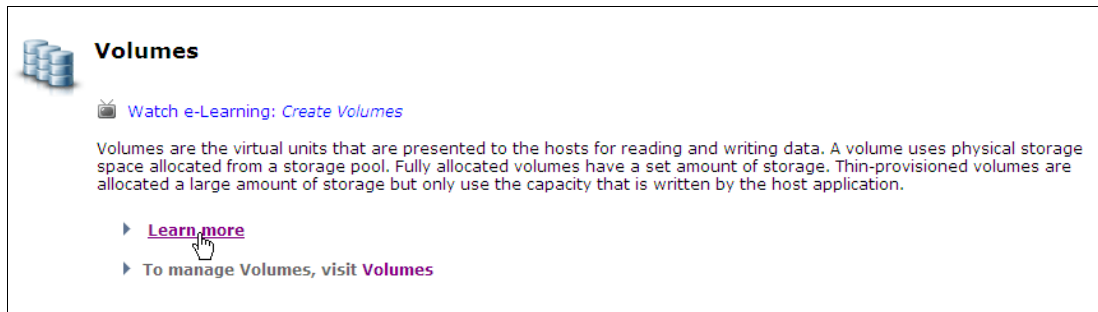 Volumes
Watch e-Learning: Create Volumes
Volumes are the virtual units that are presented to the hosts for reading and writing data. A volume uses physical storage
space allocated from a storage pool. Fully allocated volumes have a set amount of storage. Thin-provisioned volumes are
allocated a large amount of storage but only use the capacity that is written by the host application.
Learn more
To manage Volumes, visit Volumes